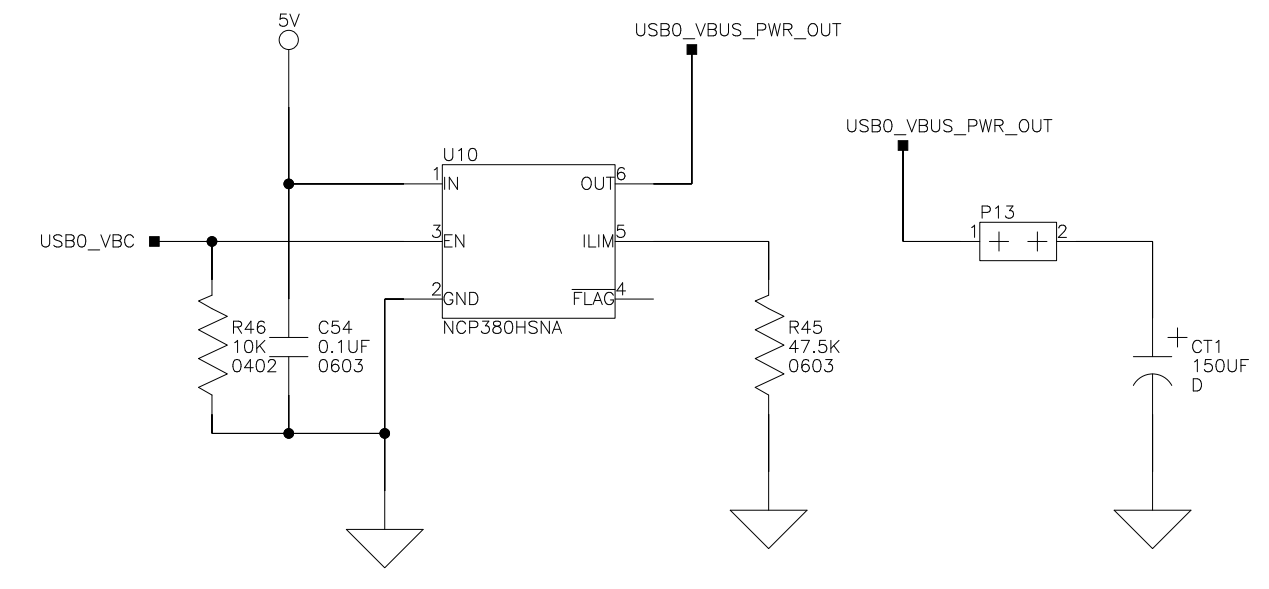 5V
USB0_VBUS_PWR_OUT
USB0_VBUS_PWR_OUT
U10
1
IN
OUT
6
P13
USB0_VBC
3
EN
ILIM
5
1
2
2
GND
FLAG
4
NCP380HSNA
R46
10K
0402
C54
0.1UF
0603
R45
47.5K
0603
+
CT1
150UF
D